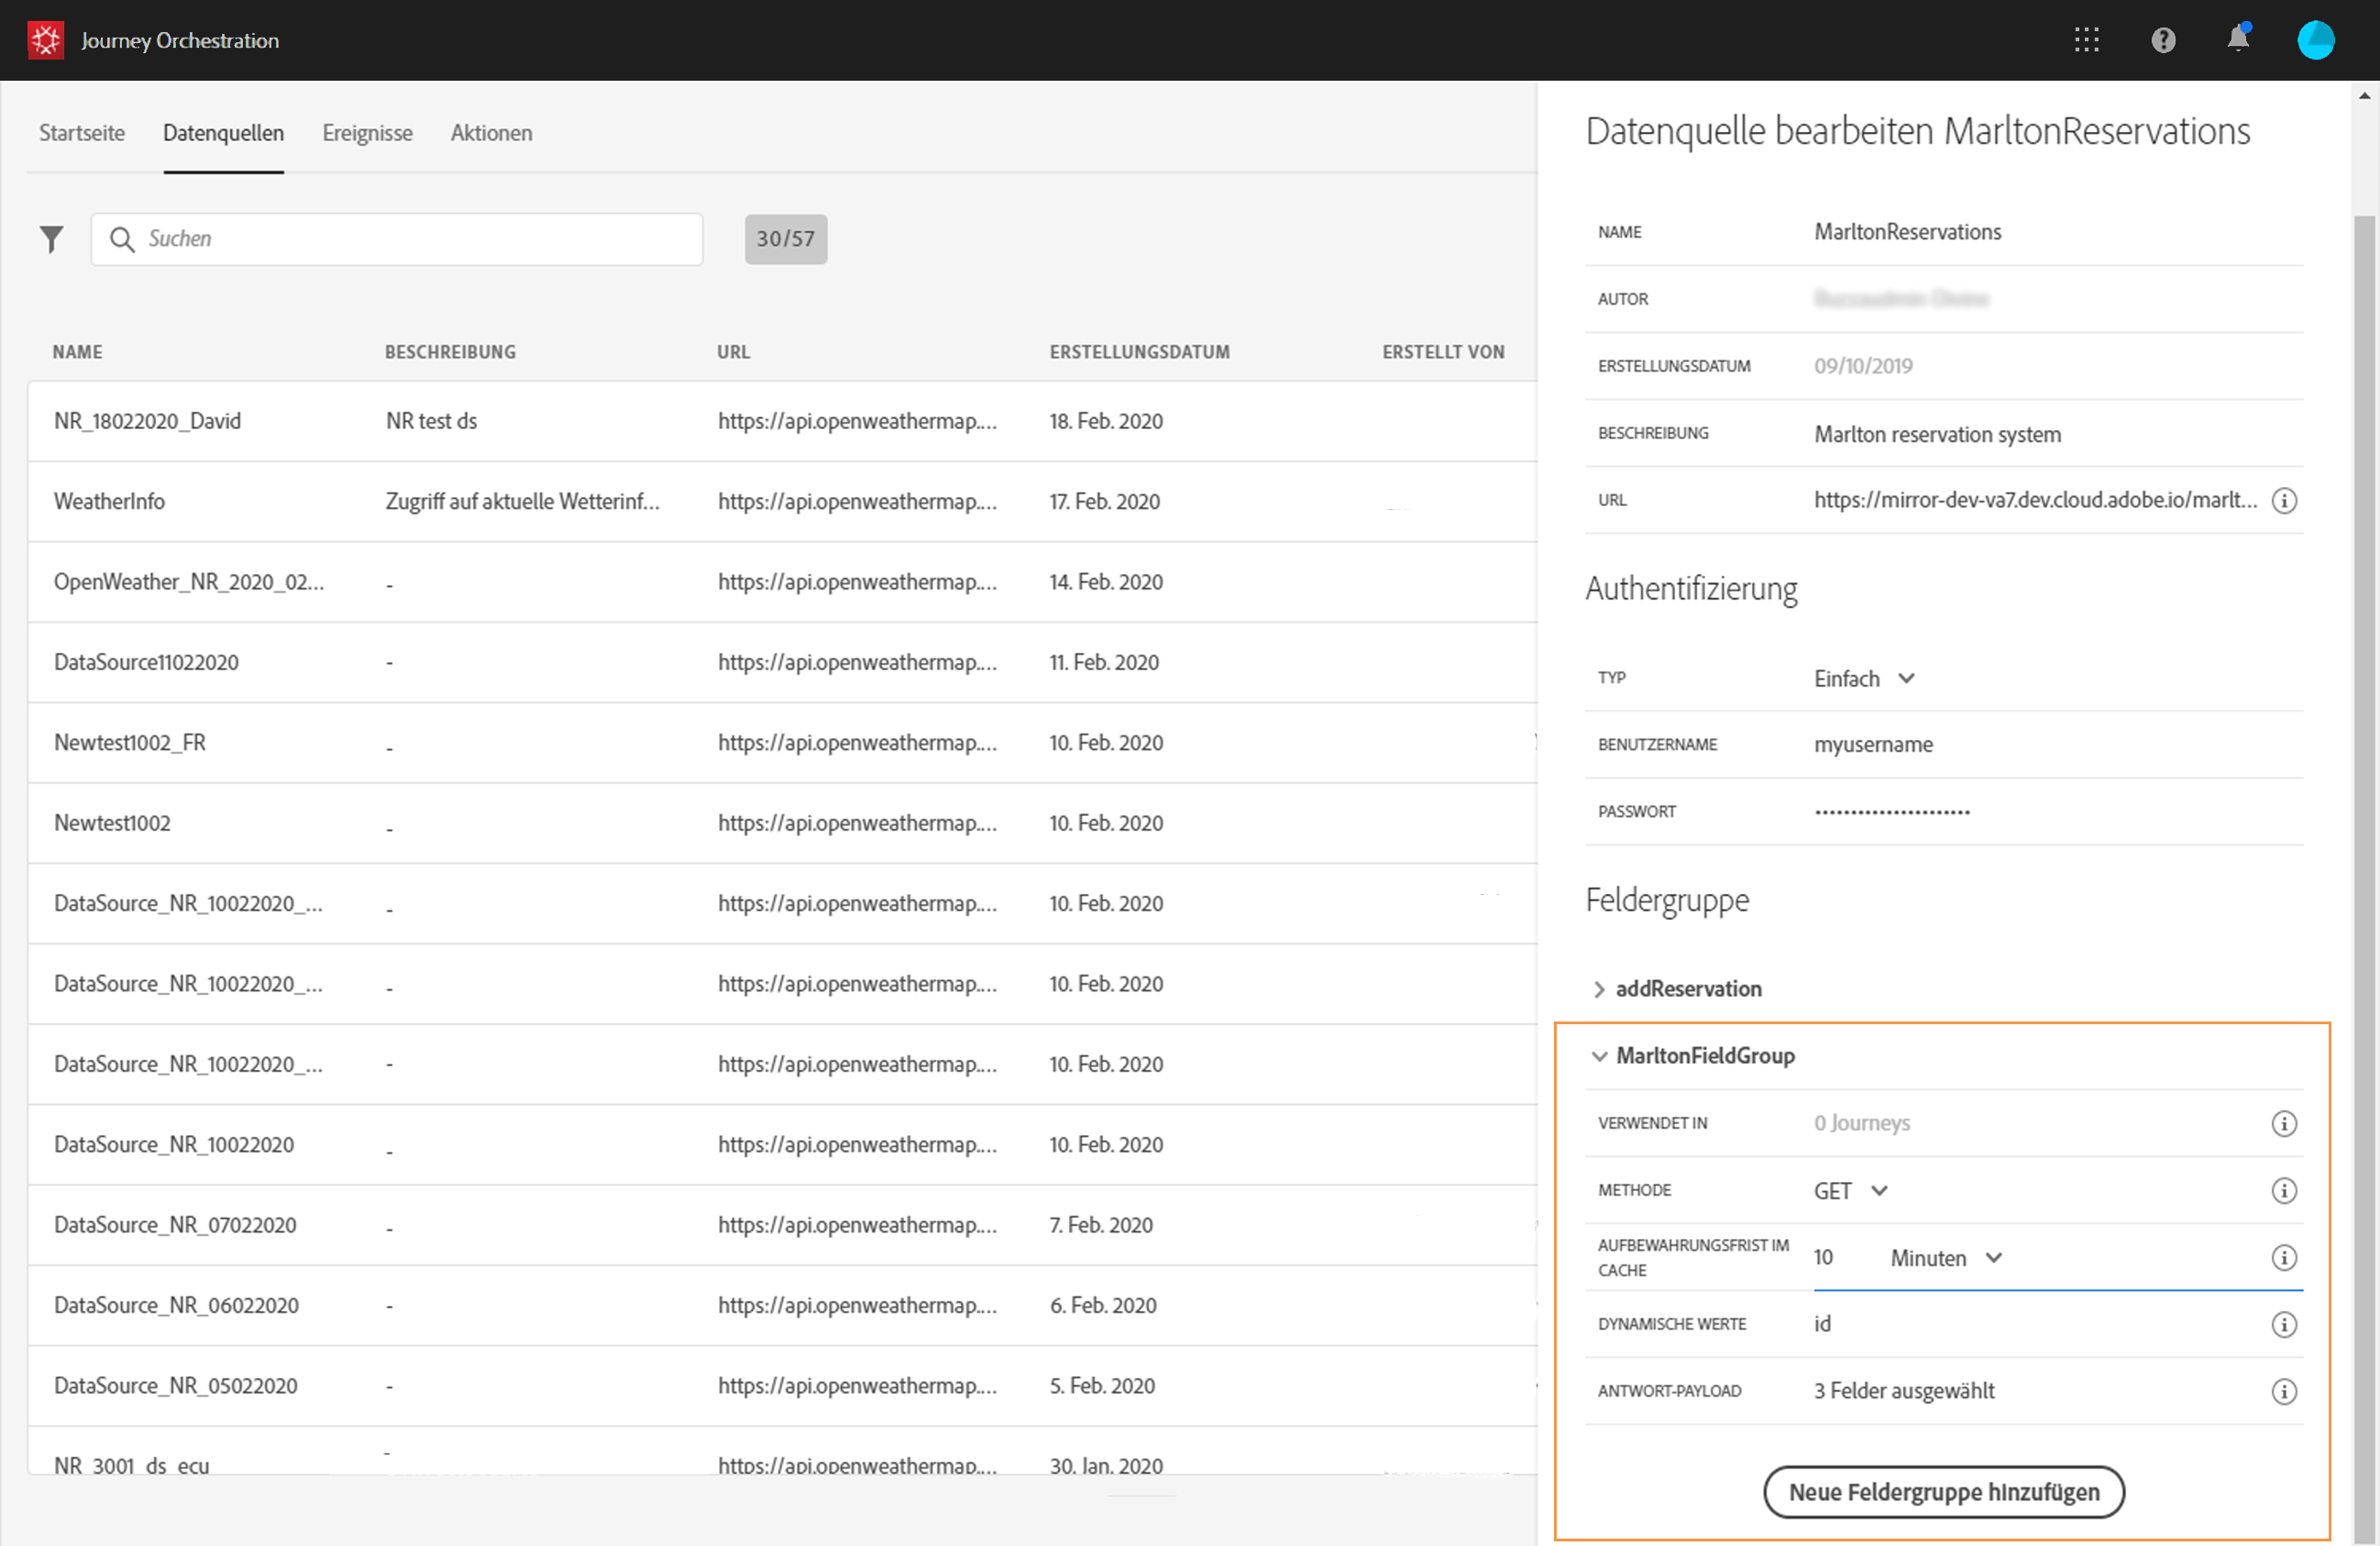 Journey Orchestration
Startseite Datenquellen Ereignisse Aktionen
Suchen 30/57
NAME BESCHREIBUNG URL ERSTELLUNGSDATUM ERSTELLT VON
NR_18022020_David NR test ds https://api.openweathermap.... 18. Feb. 2020
WeatherInfo Zugriff auf aktuelle Wetterinf... https://api.openweathermap.... 17. Feb. 2020
OpenWeather_NR_2020_02... - https://api.openweathermap.... 14. Feb. 2020
DataSource11022020 - https://api.openweathermap.... 11. Feb. 2020
Newtest1002_FR - https://api.openweathermap.... 10. Feb. 2020
Newtest1002 - https://api.openweathermap.... 10. Feb. 2020
DataSource_NR_10022020_... - https://api.openweathermap.... 10. Feb. 2020
DataSource_NR_10022020_... - https://api.openweathermap.... 10. Feb. 2020
DataSource_NR_10022020_... - https://api.openweathermap.... 10. Feb. 2020
DataSource_NR_10022020 - https://api.openweathermap.... 10. Feb. 2020
DataSource_NR_07022020 - https://api.openweathermap.... 7. Feb. 2020
DataSource_NR_06022020 - https://api.openweathermap.... 6. Feb. 2020
DataSource_NR_05022020 - https://api.openweathermap.... 5. Feb. 2020
NR_3001_ds_ecu - https://api.openweathermap.... 30. Jan. 2020
Datenquelle bearbeiten MarltonReservations
NAME MarltonReservations
AUTOR
ERSTELLUNGSDATUM 09/10/2019
BESCHREIBUNG Marlton reservation system
URL https://mirror-dev-va7.dev.cloud.adobe.io/marlt...
Authentifizierung
TYP Einfach
BENUTZERNAME myusername
PASSWORT ••••••••••••••••••••••
Feldergruppe
addReservation
MarltonFieldGroup
VERWENDET IN 0 Journeys
METHODE GET
AUFBEWAHRUNGSFRIST IM
CACHE 10 Minuten
DYNAMISCHE WERTE id
ANTWORT-PAYLOAD 3 Felder ausgewählt
Neue Feldergruppe hinzufügen